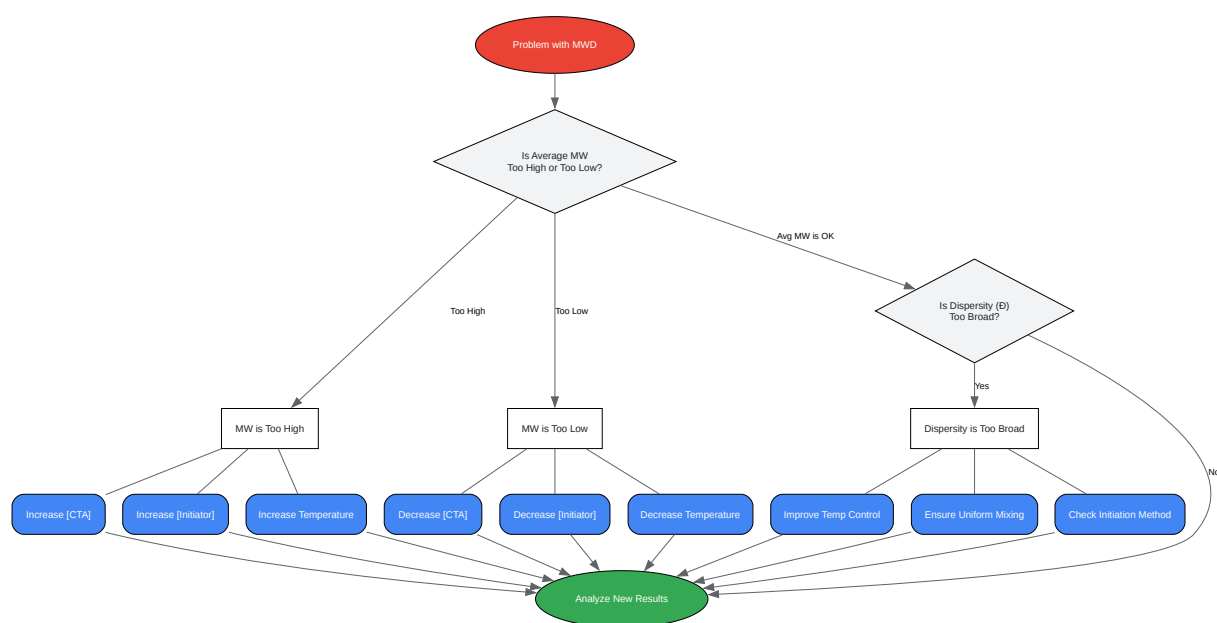 Problem with MWD
Is Average MW
Too High or Too Low?
Avg MW is OK
Is Dispersity (Đ)
Too Broad?
Too High
Too Low
Yes
MW is Too High
MW is Too Low
Dispersity is Too Broad
No
Increase [CTA]
Increase [Initiator]
Increase Temperature
Decrease [CTA]
Decrease [Initiator]
Decrease Temperature
Improve Temp Control
Ensure Uniform Mixing
Check Initiation Method
Analyze New Results